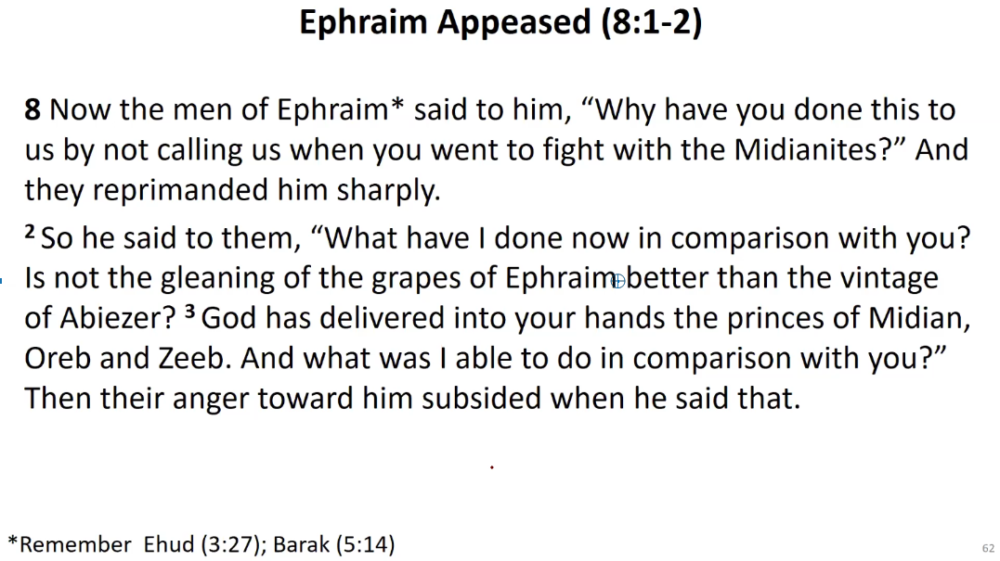 Ephraim Appeased (8:1-2)
8 Now the men of Ephraim* said to him, “Why have you done this to
us by not calling us when you went to fight with the Midianites?” And
they reprimanded him sharply.
2 So he said to them, “What have I done now in comparison with you?
Is not the gleaning of the grapes of Ephraim better than the vintage
of Abiezer? 3 God has delivered into your hands the princes of Midian,
Oreb and Zeeb. And what was I able to do in comparison with you?”
Then their anger toward him subsided when he said that.
*Remember Ehud (3:27); Barak (5:14)
62